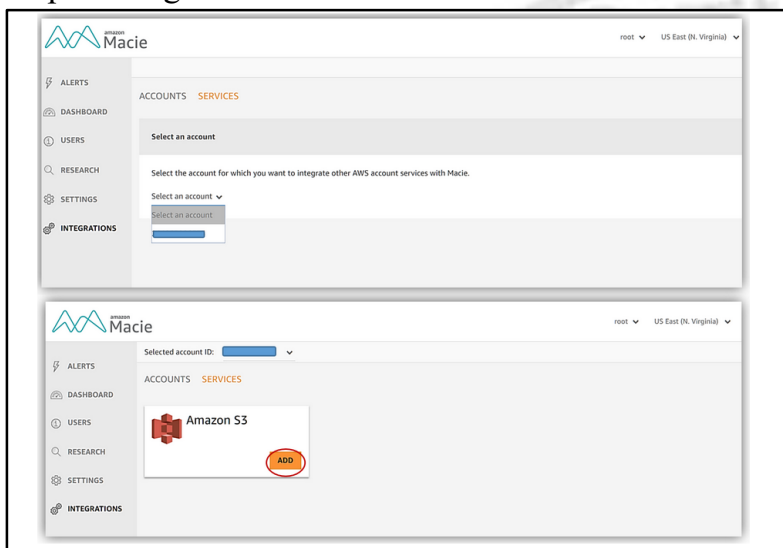 amazon
Macie
root
US East (N. Virginia)
ALERTS
DASHBOARD
USERS
RESEARCH
SETTINGS
INTEGRATIONS
ACCOUNTS SERVICES
Select an account
Select the account for which you want to integrate other AWS account services with Macie.
Select an account
Select an account
amazon
Macie
root
US East (N. Virginia)
Selected account ID:
ALERTS
DASHBOARD
USERS
RESEARCH
SETTINGS
INTEGRATIONS
ACCOUNTS SERVICES
Amazon S3
ADD